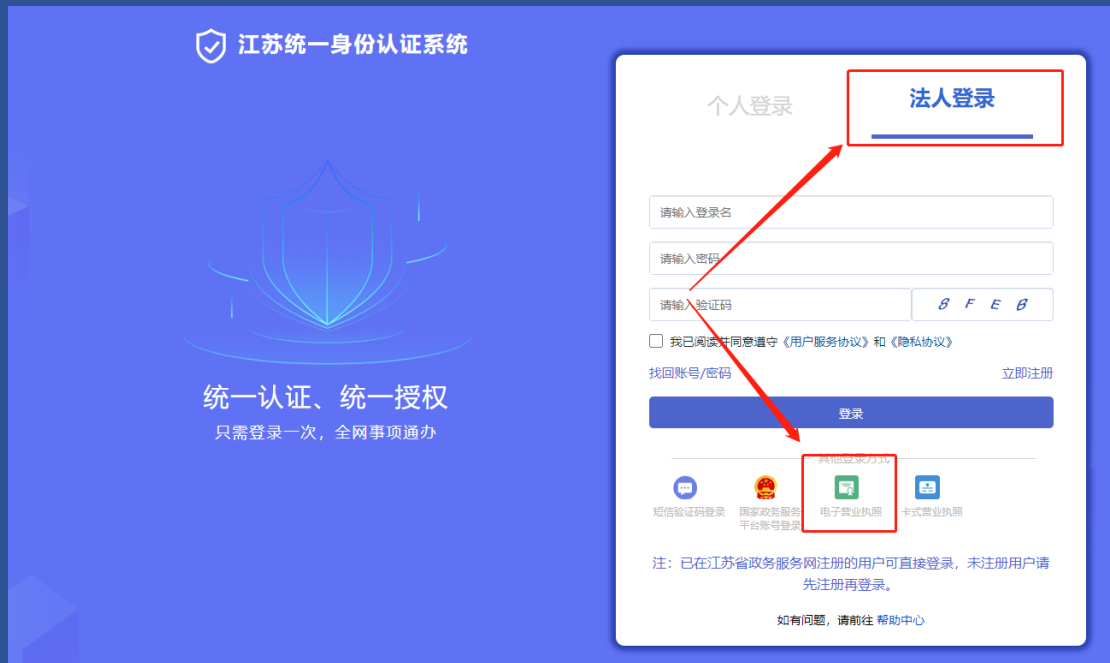 江苏统一身份认证系统
个人登录
法人登录
请输入登录名
请输入密码
请输入验证码
8 F E B
我已阅读并同意遵守《用户服务协议》和《隐私协议》
找回账号/密码
立即注册
登录
其他登录方式
短信验证码登录
国家政务服务
平台账号登录
电子营业执照
卡式营业执照
注：已在江苏省政务服务网注册的用户可直接登录，未注册用户请
先注册再登录。
如有问题，请前往 帮助中心
统一认证、统一授权
只需登录一次，全网事项通办